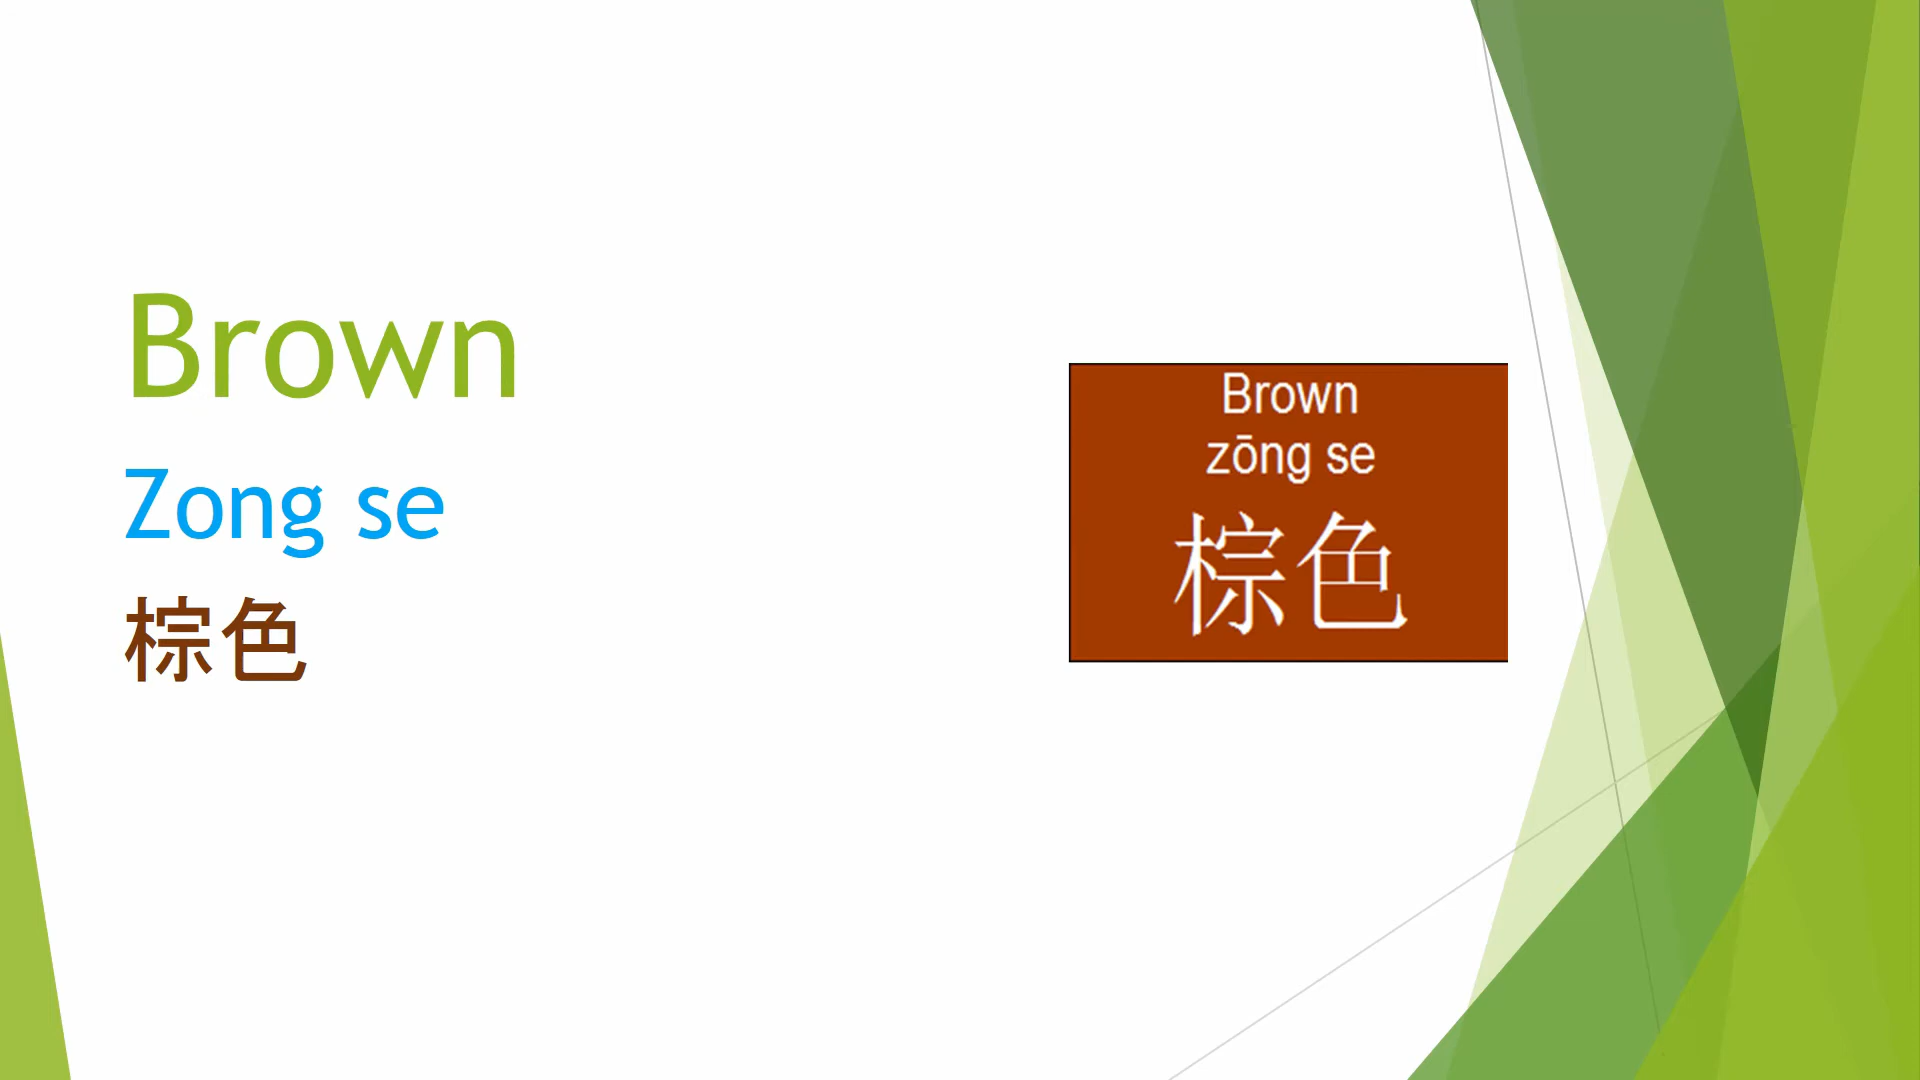 Brown
Zong se
棕色
Brown
zōng se
棕色